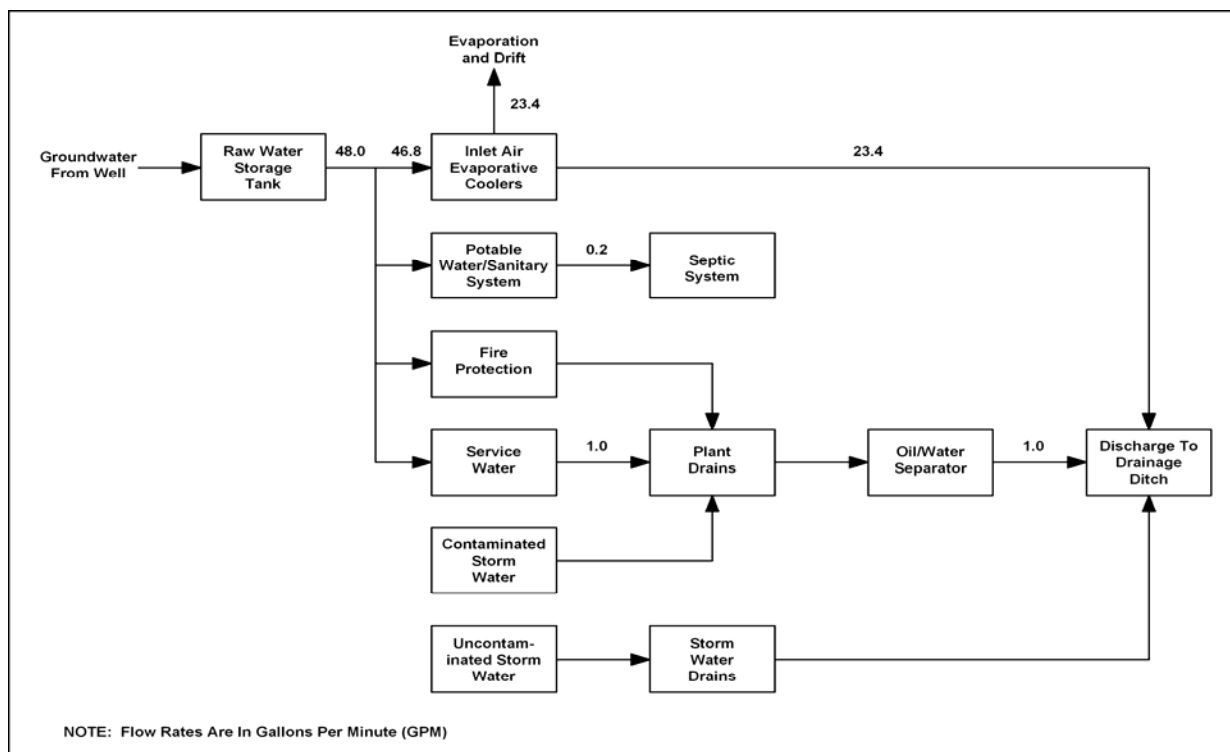 Evaporation
and Drift
23.4
Groundwater
From Well
Raw Water
Storage
Tank
48.0
46.8
Inlet Air
Evaporative
Coolers
23.4
Potable
Water/Sanitary
System
0.2
Septic
System
Fire
Protection
Service
Water
1.0
Plant
Drains
Oil/Water
Separator
1.0
Discharge To
Drainage
Ditch
Contaminated
Storm
Water
Uncontam-
inated Storm
Water
Storm
Water
Drains
NOTE: Flow Rates Are In Gallons Per Minute (GPM)